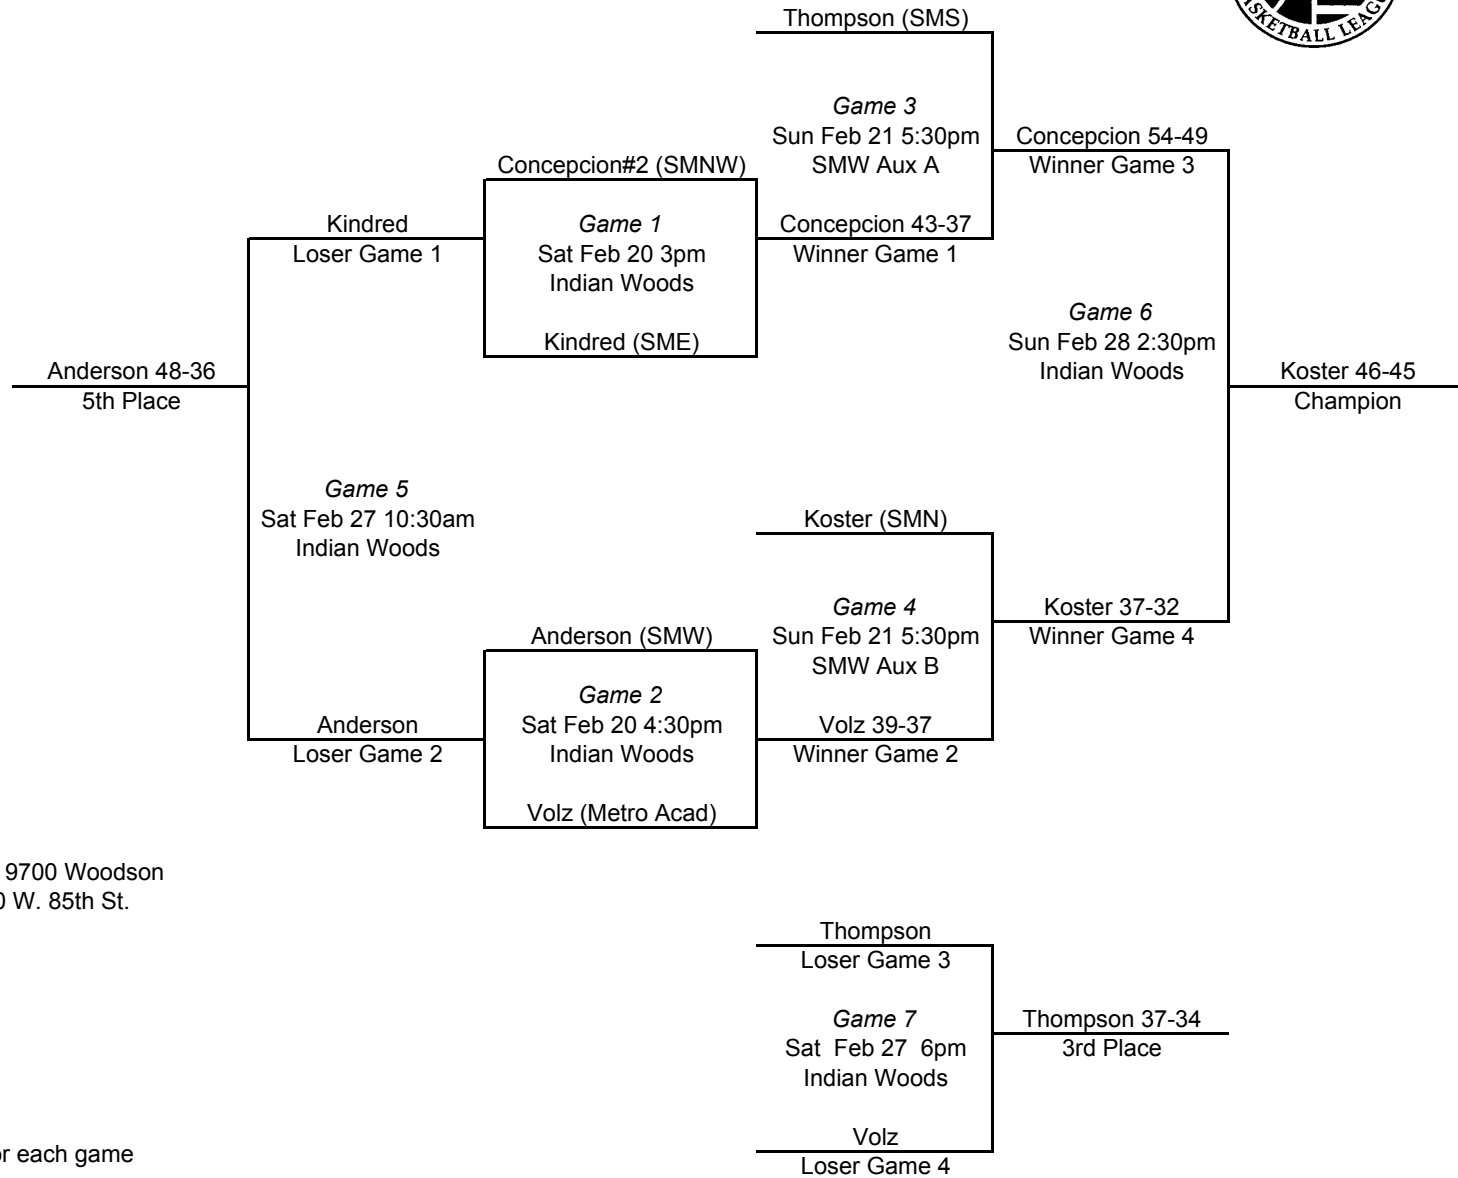 Thompson (SMS)
BASKETBALL LEAGUE
Game 3
Sun Feb 21 5:30pm
SMW Aux A
Concepcion 54-49
Winner Game 3
Concepcion#2 (SMNW)
Kindred
Loser Game 1
Game 1
Sat Feb 20 3pm
Indian Woods
Concepcion 43-37
Winner Game 1
Kindred (SME)
Game 6
Sun Feb 28 2:30pm
Indian Woods
Anderson 48-36
5th Place
Koster 46-45
Champion
Game 5
Sat Feb 27 10:30am
Indian Woods
Koster (SMN)
Game 4
Sun Feb 21 5:30pm
SMW Aux B
Koster 37-32
Winner Game 4
Anderson (SMW)
Game 2
Sat Feb 20 4:30pm
Indian Woods
Anderson
Loser Game 2
Volz 39-37
Winner Game 2
Volz (Metro Acad)
9700 Woodson
0 W. 85th St.
Thompson
Loser Game 3
Game 7
Sat Feb 27 6pm
Indian Woods
Thompson 37-34
3rd Place
Volz
Loser Game 4
each game